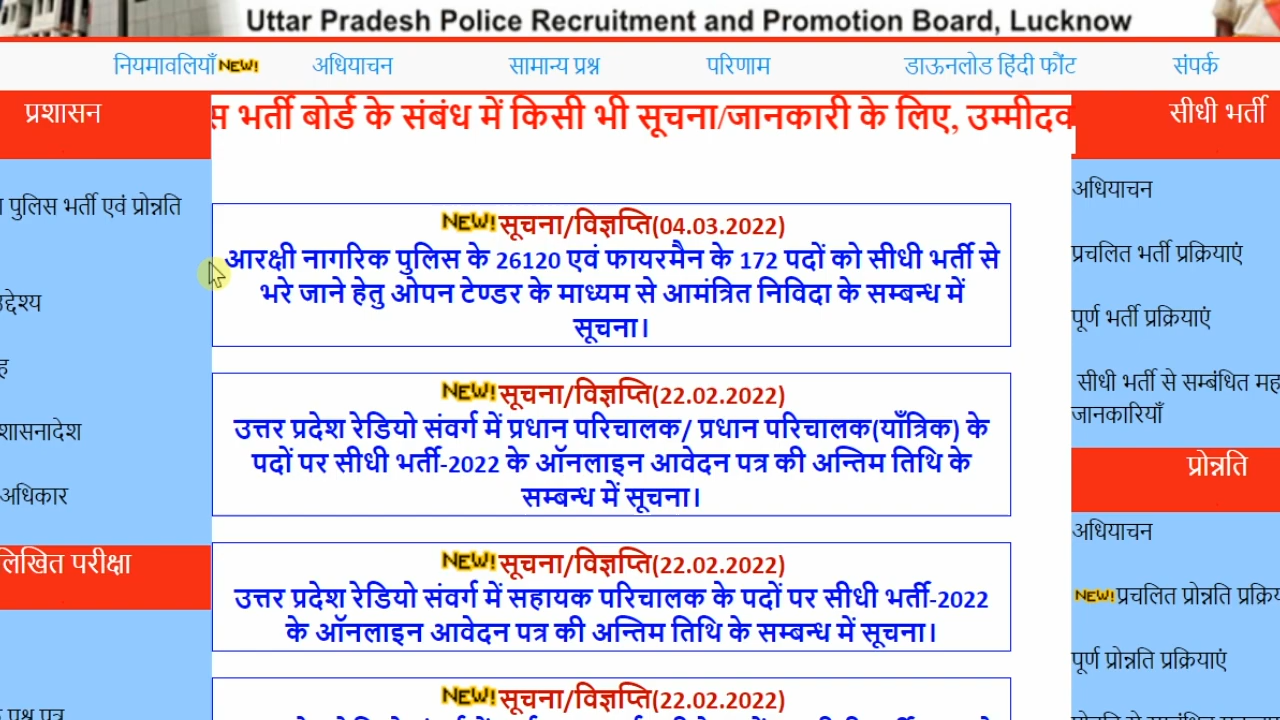 Uttar Pradesh Police Recruitment and Promotion Board, Lucknow
नियमावलियाँ NEW! अधियाचन सामान्य प्रश्न परिणाम डाऊनलोड हिंदी फौंट संपर्क
प्रशासन
भर्ती बोर्ड के संबंध में किसी भी सूचना/जानकारी के लिए,
सीधी भर्ती
पुलिस भर्ती एवं प्रोन्नति
उद्देश्य
शासनादेश
अधिकार
लिखित परीक्षा
प्रश्न पत्र
NEW! सूचना/विज्ञप्ति(04.03.2022)
आरक्षी नागरिक पुलिस के 26120 एवं फायरमैन के 172 पदों को सीधी भर्ती से
भरे जाने हेतु ओपन टेण्डर के माध्यम से आमंत्रित निविदा के सम्बन्ध में
सूचना।
NEW! सूचना/विज्ञप्ति(22.02.2022)
उत्तर प्रदेश रेडियो संवर्ग में प्रधान परिचालक/ प्रधान परिचालक(याँत्रिक) के
पदों पर सीधी भर्ती-2022 के ऑनलाइन आवेदन पत्र की अन्तिम तिथि के
सम्बन्ध में सूचना।
NEW! सूचना/विज्ञप्ति(22.02.2022)
उत्तर प्रदेश रेडियो संवर्ग में सहायक परिचालक के पदों पर सीधी भर्ती-2022
के ऑनलाइन आवेदन पत्र की अन्तिम तिथि के सम्बन्ध में सूचना।
NEW! सूचना/विज्ञप्ति(22.02.2022)
अधियाचन
प्रचलित भर्ती प्रक्रियाएं
पूर्ण भर्ती प्रक्रियाएं
सीधी भर्ती से सम्बंधित
जानकारियाँ
प्रोन्नति
अधियाचन
NEW! प्रचलित प्रोन्नति
पूर्ण प्रोन्नति प्रक्रियाएं